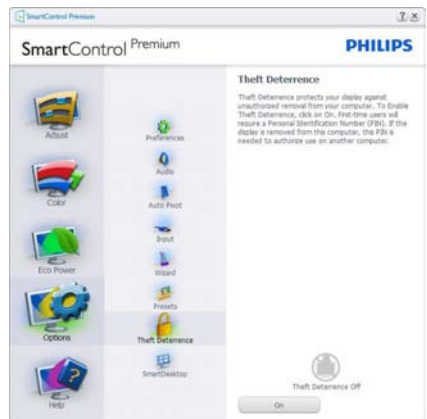 SmartControl Premium
SmartControl Premium
PHILIPS
Adjust
Color
Eco Power
Options
Help
Preferences
Audio
Auto Pivot
Input
Wizard
Presets
Theft Deterrence
SmartDesktop
Theft Deterrence
Theft Deterrence protects your display against
unauthorized removal from your computer. To Enable
Theft Deterrence, click on On. First-time users will
require a Personal Identification Number (PIN). If the
display is removed from this computer, this PIN is
needed to authorize use on another computer.
Theft Deterrence Off
On